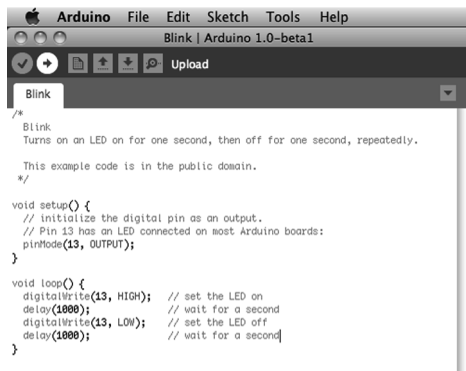 Arduino File Edit Sketch Tools Help
Blink | Arduino 1.0-beta1
Upload
Blink
/*
  Blink
  Turns on an LED on for one second, then off for one second, repeatedly.

  This example code is in the public domain.
 */

void setup() {
  // initialize the digital pin as an output.
  // Pin 13 has an LED connected on most Arduino boards:
  pinMode(13, OUTPUT);
}

void loop() {
  digitalWrite(13, HIGH);   // set the LED on
  delay(1000);              // wait for a second
  digitalWrite(13, LOW);    // set the LED off
  delay(1000);              // wait for a second
}